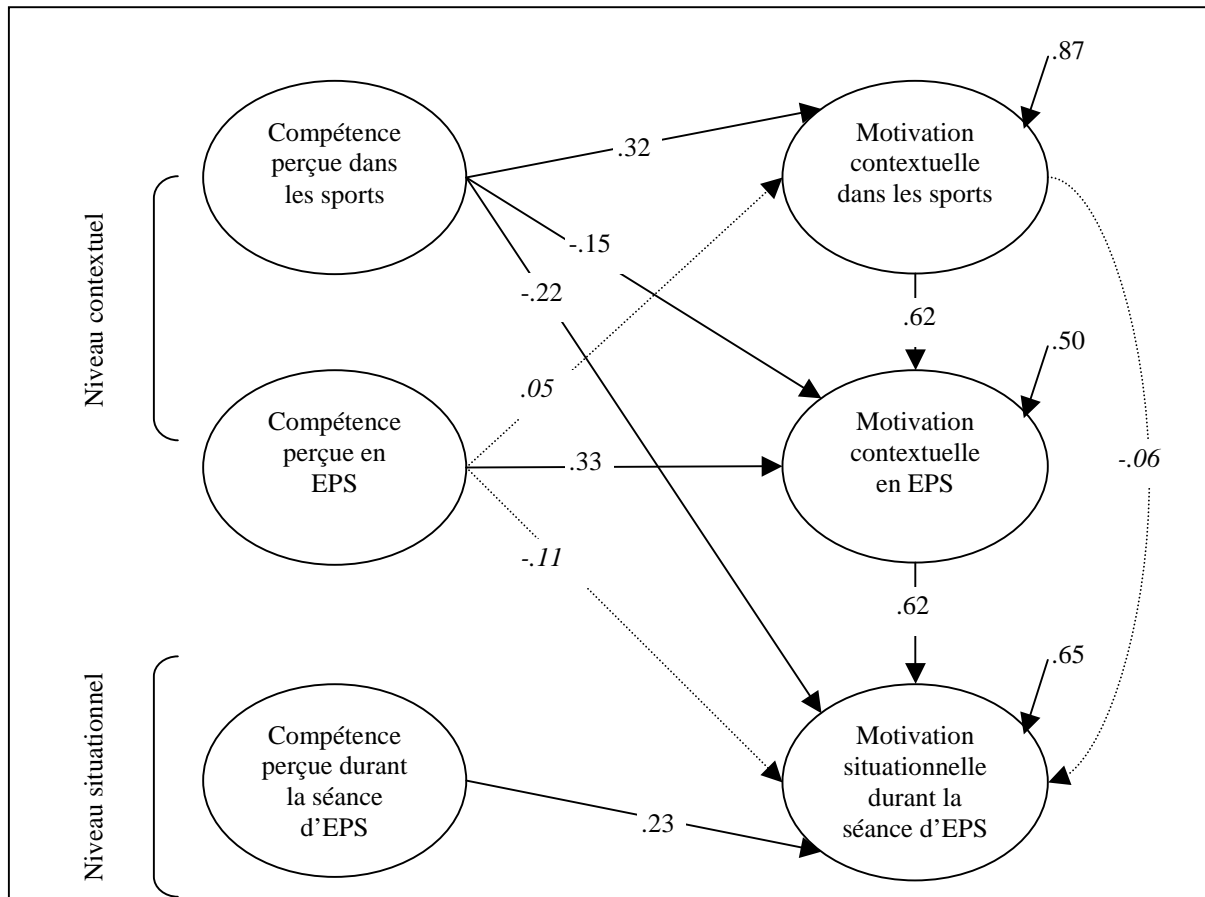 .87
Compétence
perçue dans
les sports
Motivation
contextuelle
dans les sports
.32
-.15
-.22
Niveau contextuel
.62
.50
.05
Compétence
perçue en
EPS
.33
Motivation
contextuelle
en EPS
-.06
-.11
.62
.65
Niveau situationnel
Compétence
perçue durant
la séance
d’EPS
Motivation
situationnelle
durant la
séance d’EPS
.23